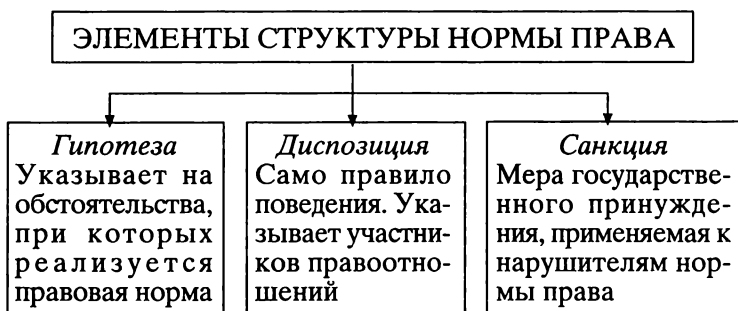 ЭЛЕМЕНТЫ СТРУКТУРЫ НОРМЫ ПРАВА
Гипотеза
Указывает на
обстоятельства,
при которых
реализуется
правовая норма
Диспозиция
Само правило
поведения. Ука-
зывает участни-
ков правоотно-
шений
Санкция
Мера государстве-
нного принужде-
ния, применяемая к
нарушителям нор-
мы права